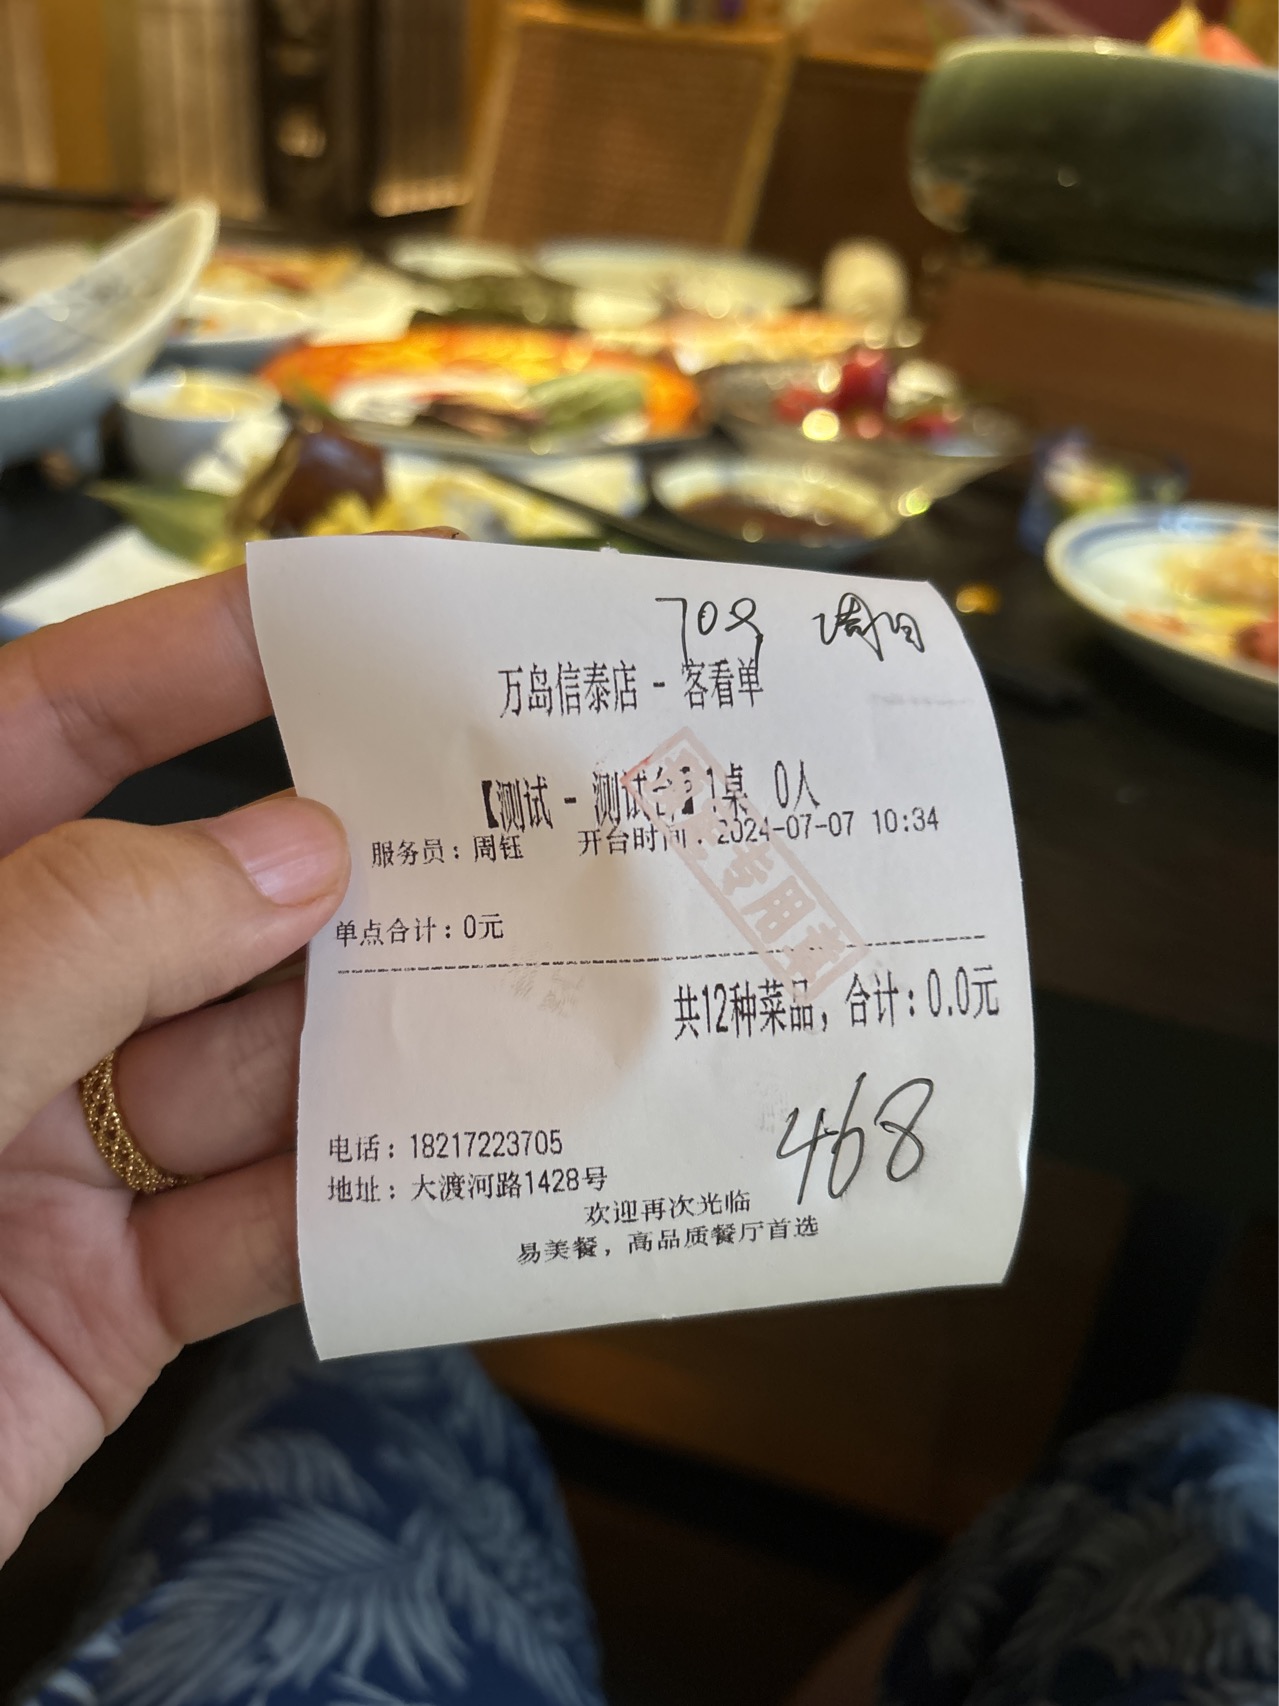 708
万岛信泰店 - 客看单
【测试 - 测试台】1桌 0人
服务员：周钰 开台时间：2024-07-07 10:34
单点合计：0元
共12种菜品，合计：0.0元
468
电话：18217223705
地址：大渡河路1428号
欢迎再次光临
易美餐，高品质餐厅首选
专用章